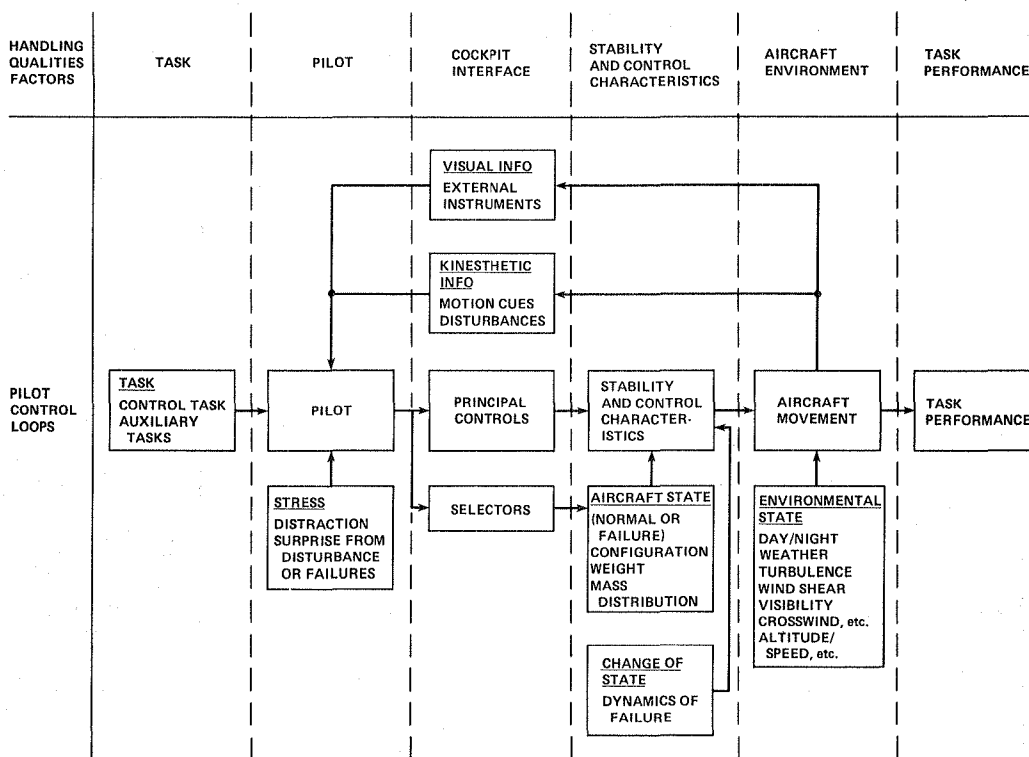 HANDLING
QUALITIES
FACTORS
TASK
PILOT
COCKPIT
INTERFACE
STABILITY
AND CONTROL
CHARACTERISTICS
AIRCRAFT
ENVIRONMENT
TASK
PERFORMANCE
VISUAL INFO
EXTERNAL
INSTRUMENTS
KINESTHETIC
INFO
MOTION CUES
DISTURBANCES
PILOT
CONTROL
LOOPS
TASK
CONTROL TASK
AUXILIARY
TASKS
PILOT
PRINCIPAL
CONTROLS
STABILITY
AND CONTROL
CHARACTER-
ISTICS
AIRCRAFT
MOVEMENT
TASK
PERFORMANCE
STRESS
DISTRACTION
SURPRISE FROM
DISTURBANCE
OR FAILURES
SELECTORS
AIRCRAFT STATE
(NORMAL OR
FAILURE)
CONFIGURATION
WEIGHT
MASS
DISTRIBUTION
ENVIRONMENTAL
STATE
DAY/NIGHT
WEATHER
TURBULENCE
WIND SHEAR
VISIBILITY
CROSSWIND, etc.
ALTITUDE/
SPEED, etc.
CHANGE OF
STATE
DYNAMICS OF
FAILURE